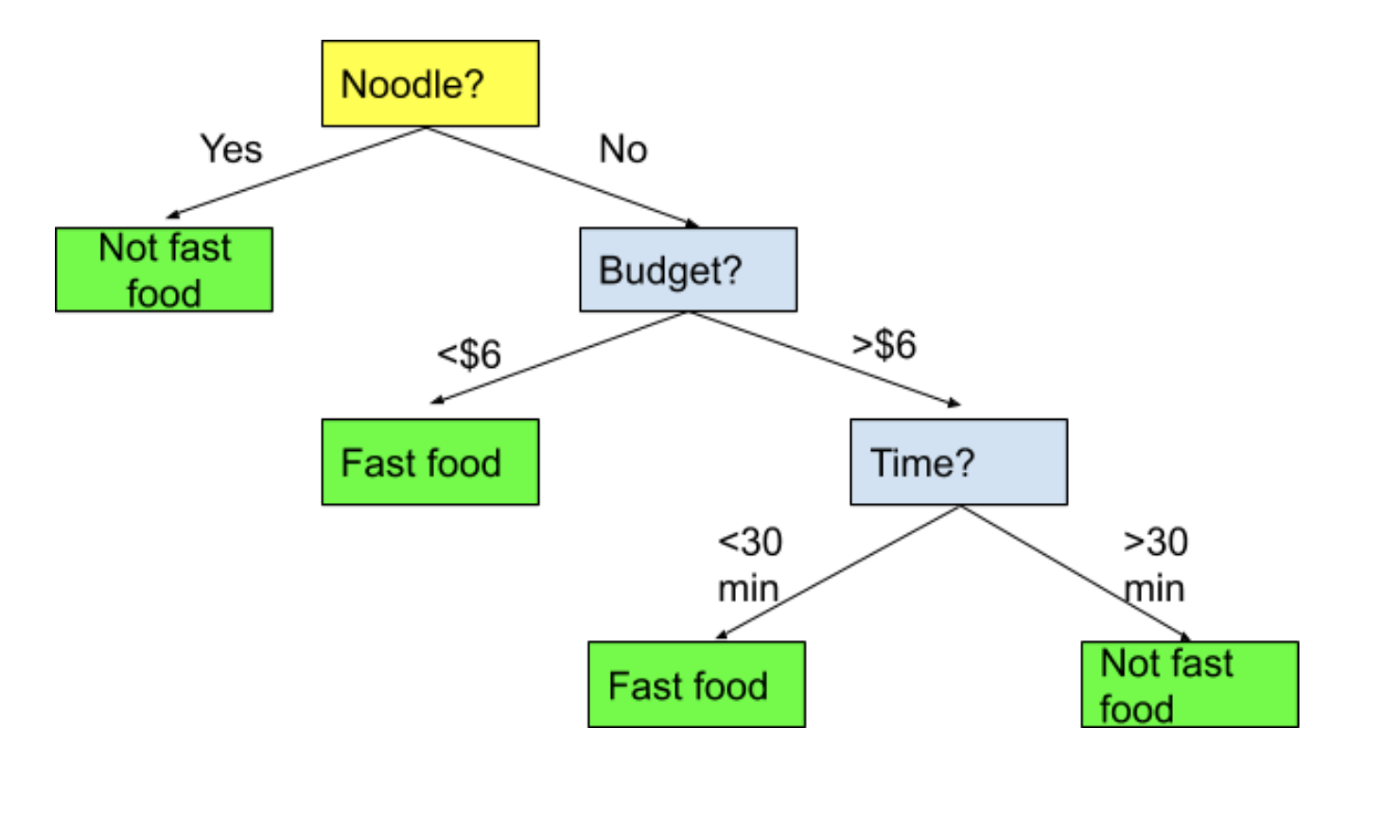 Noodle?
Yes
No
Not fast
food
Budget?
<$6
>$6
Fast food
Time?
<30
min
>30
min
Fast food
Not fast
food